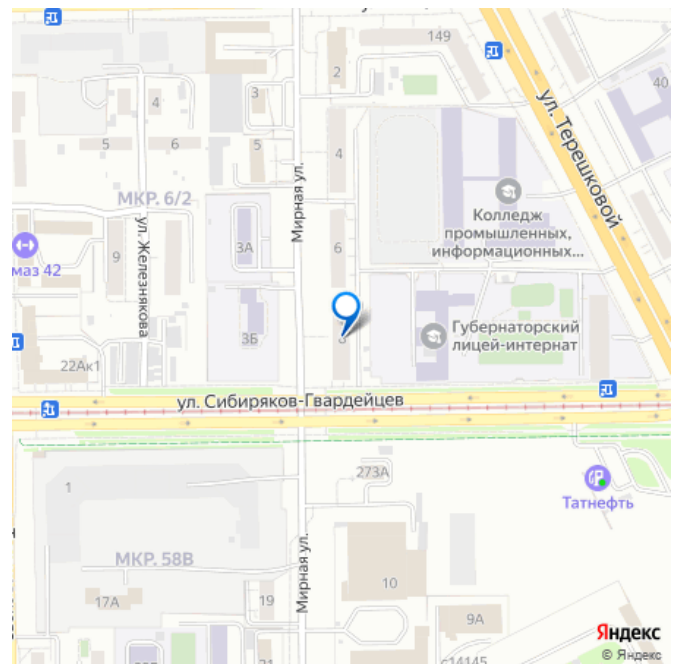 149
2
40
3
4
ул. Терешковой
5
6
5
4
Мирная ул.
МКР. 6/2
ул. Железнякова
Колледж
промышленных,
информационных...
3А
6
9
маз 42
3Б
8
Губернаторский
лицей-интернат
22Ак1
ул. Сибиряков-Гвардейцев
273А
1
Татнефть
Мирная ул.
МКР. 58В
10
17А
19
9А
Яндекс
© Яндекс